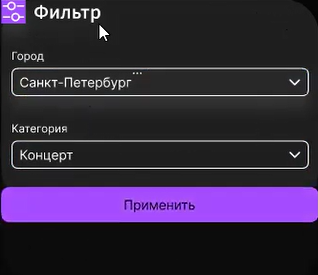 Фильтр
Город
Санкт-Петербург
Категория
Концерт
Применить